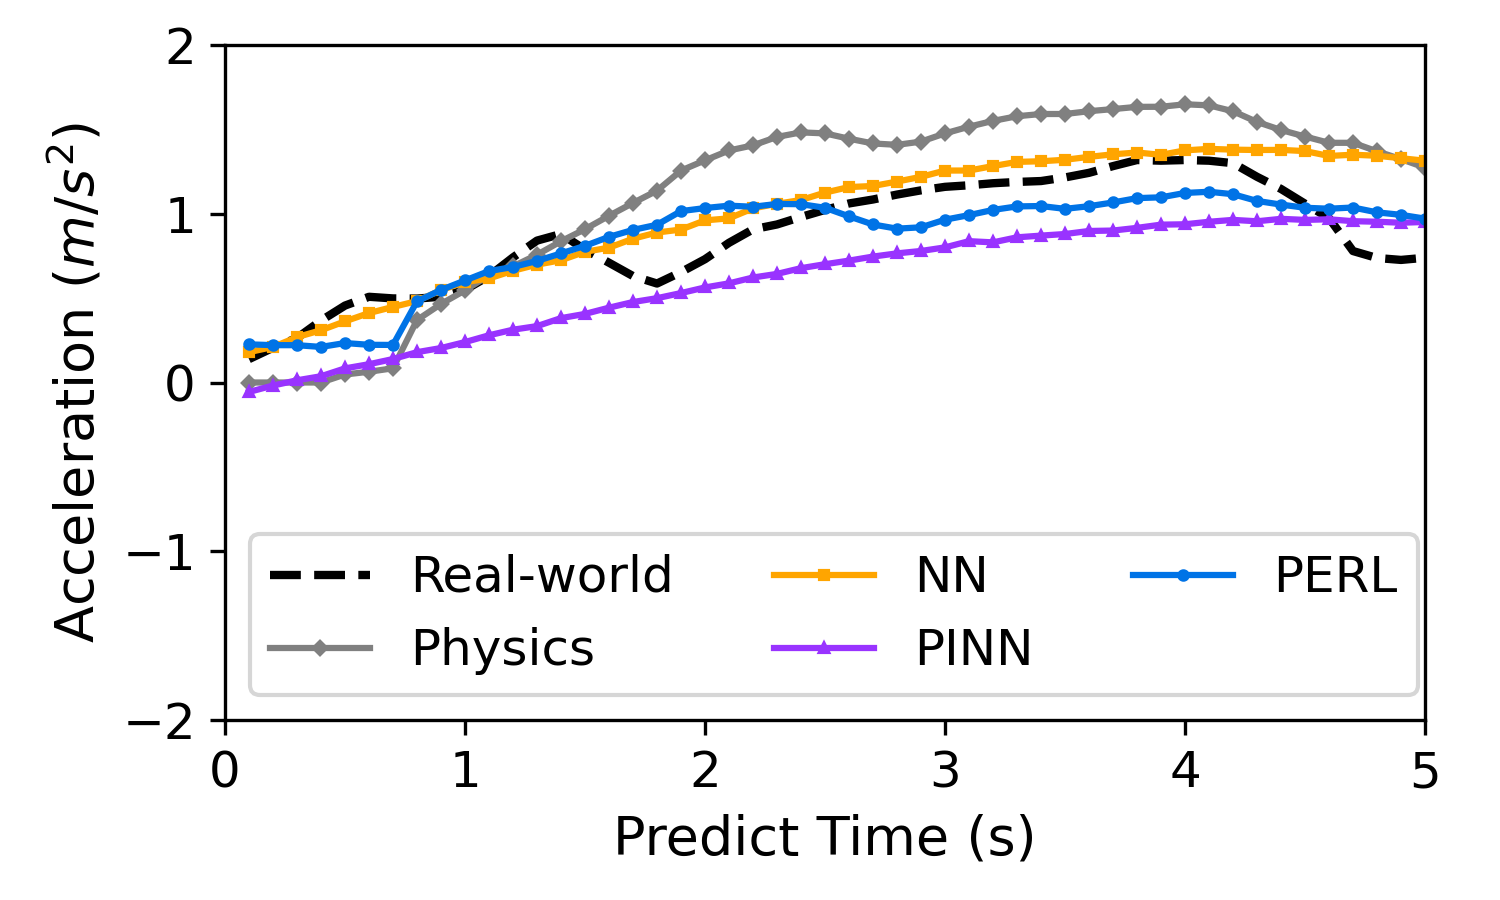 2
1
0
−1
−2
Acceleration (m/s²)
Real-world
NN
PERL
Physics
PINN
0 1 2 3 4 5
Predict Time (s)